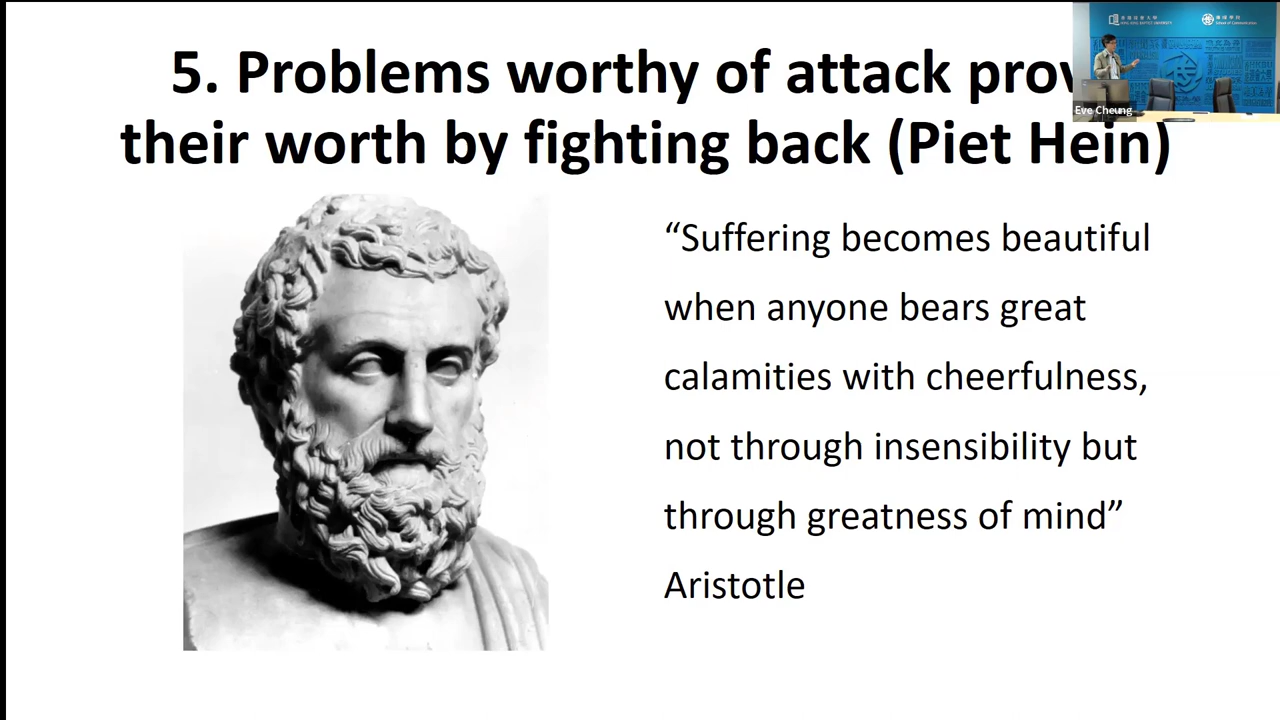 5. Problems worthy of attack prov
their worth by fighting back (Piet Hein)
Eve Cheung
“Suffering becomes beautiful
when anyone bears great
calamities with cheerfulness,
not through insensibility but
through greatness of mind”
Aristotle